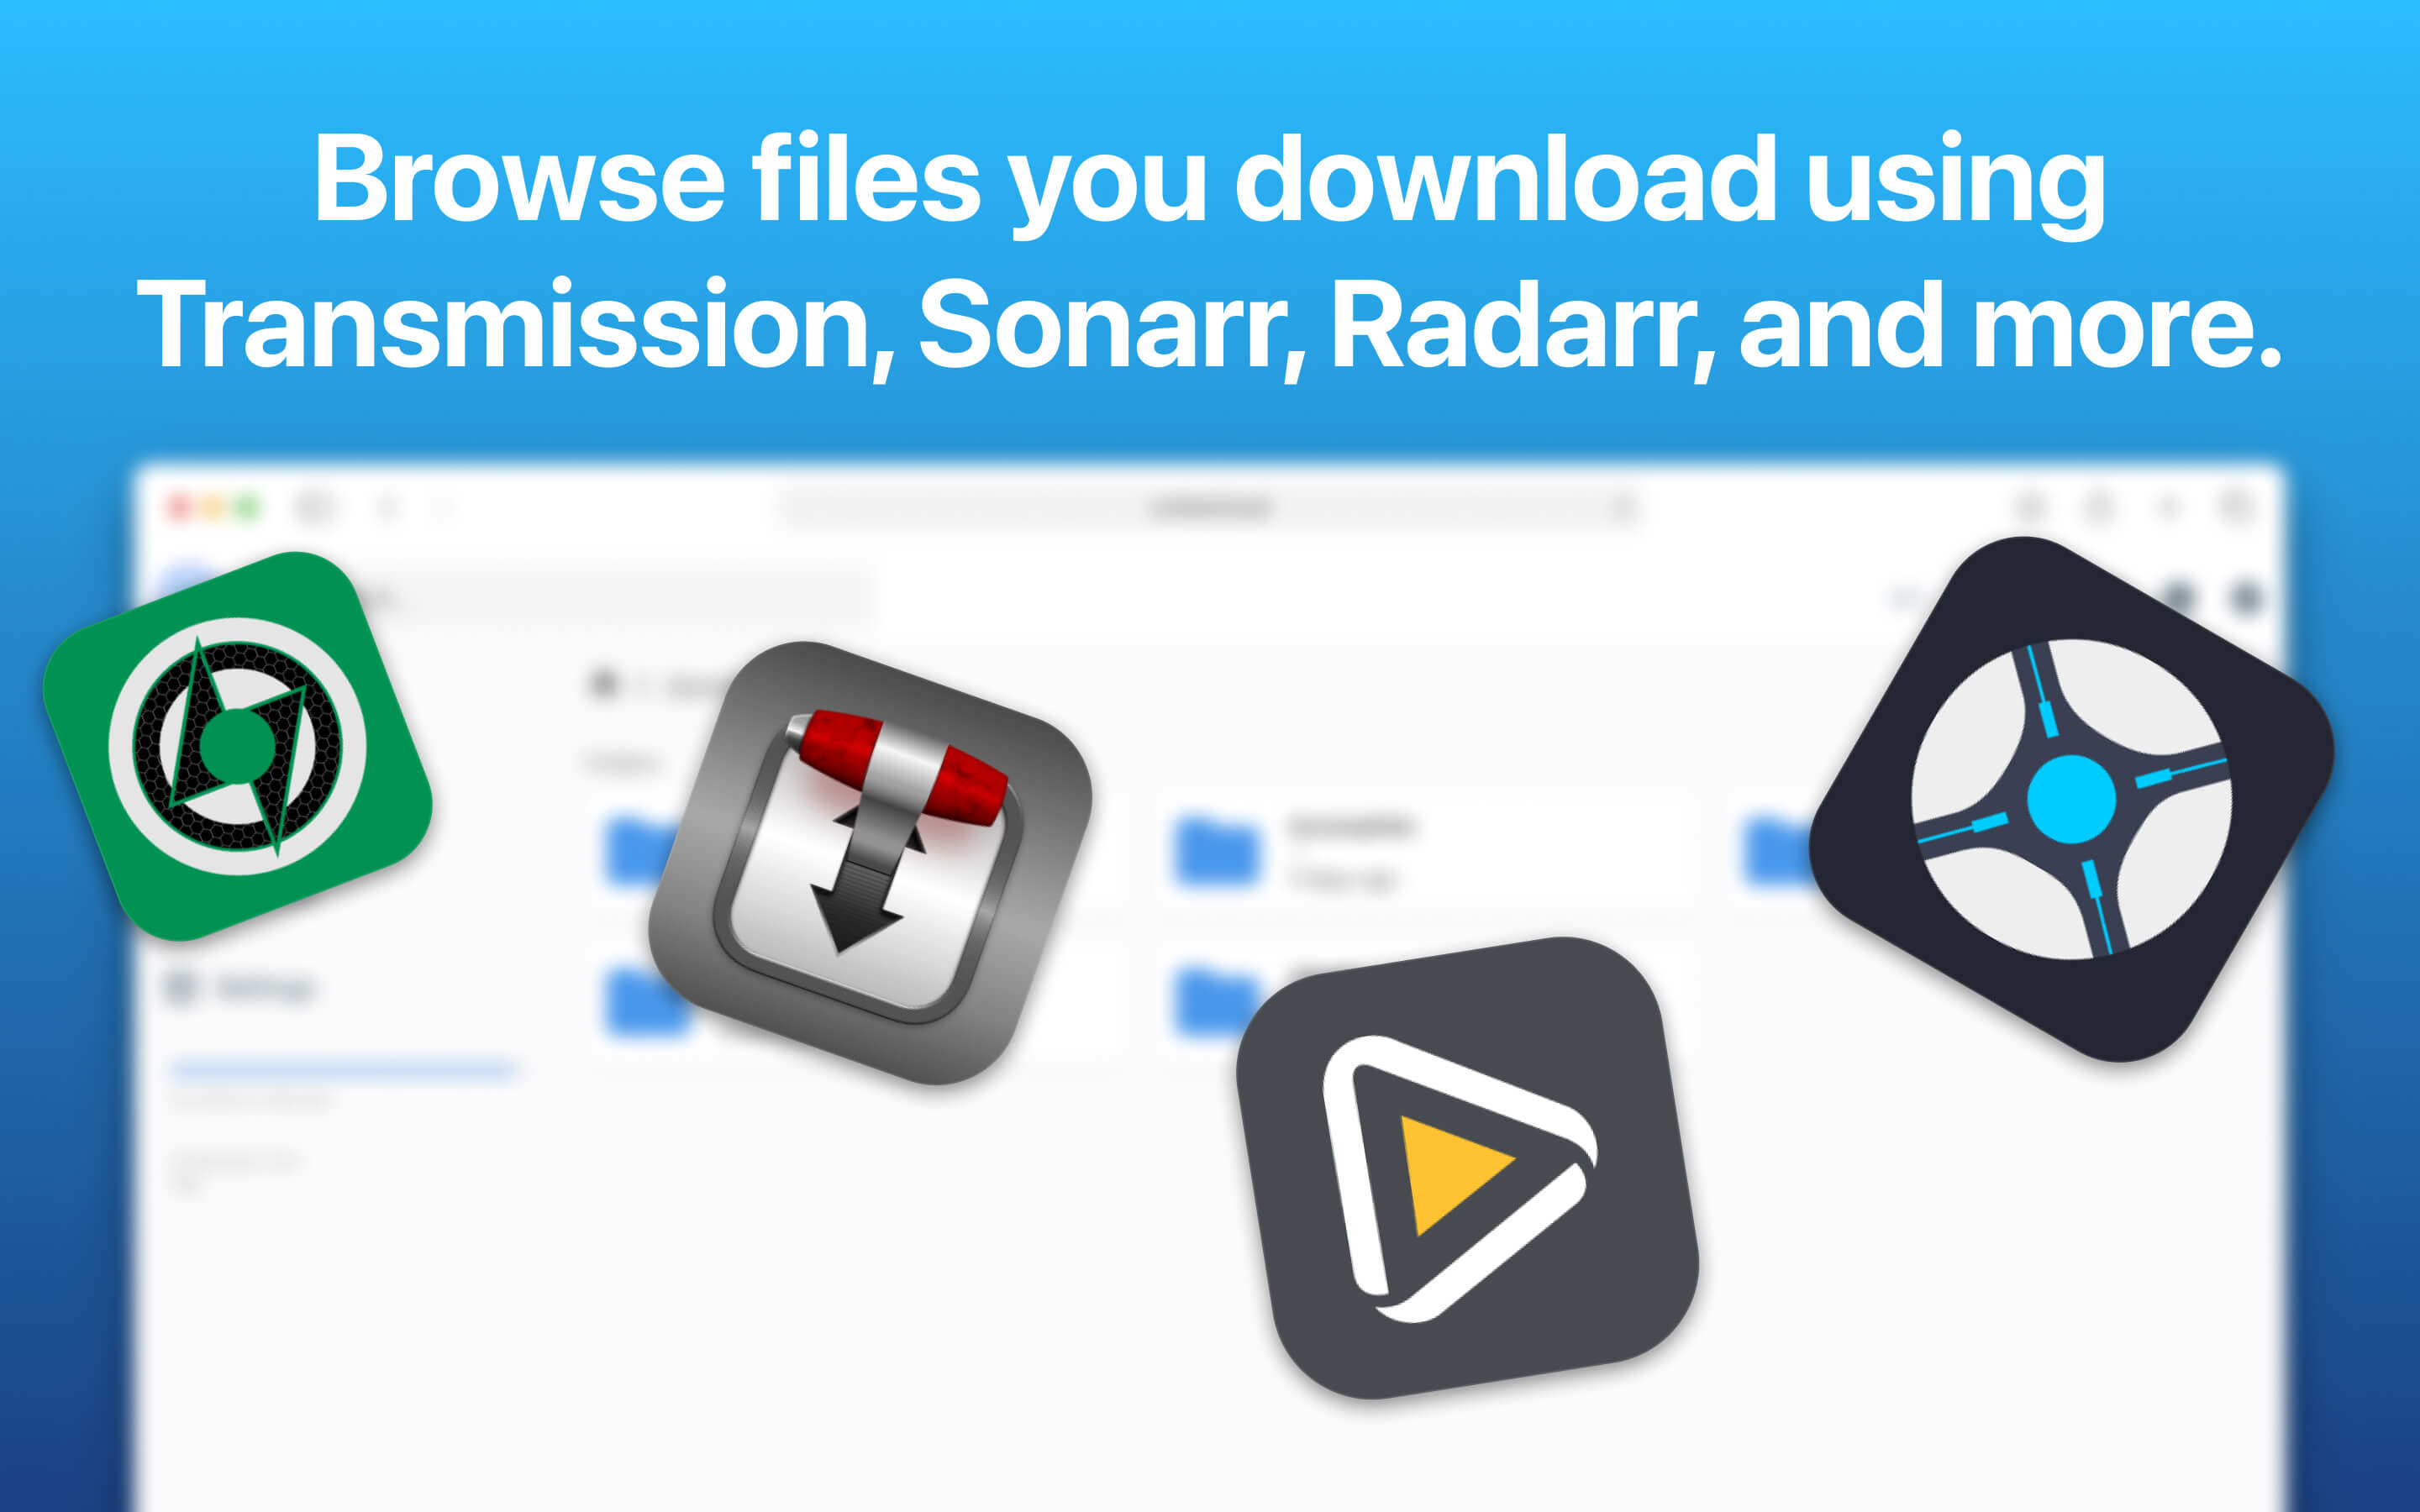 Browse files you download using
Transmission, Sonarr, Radarr, and more.